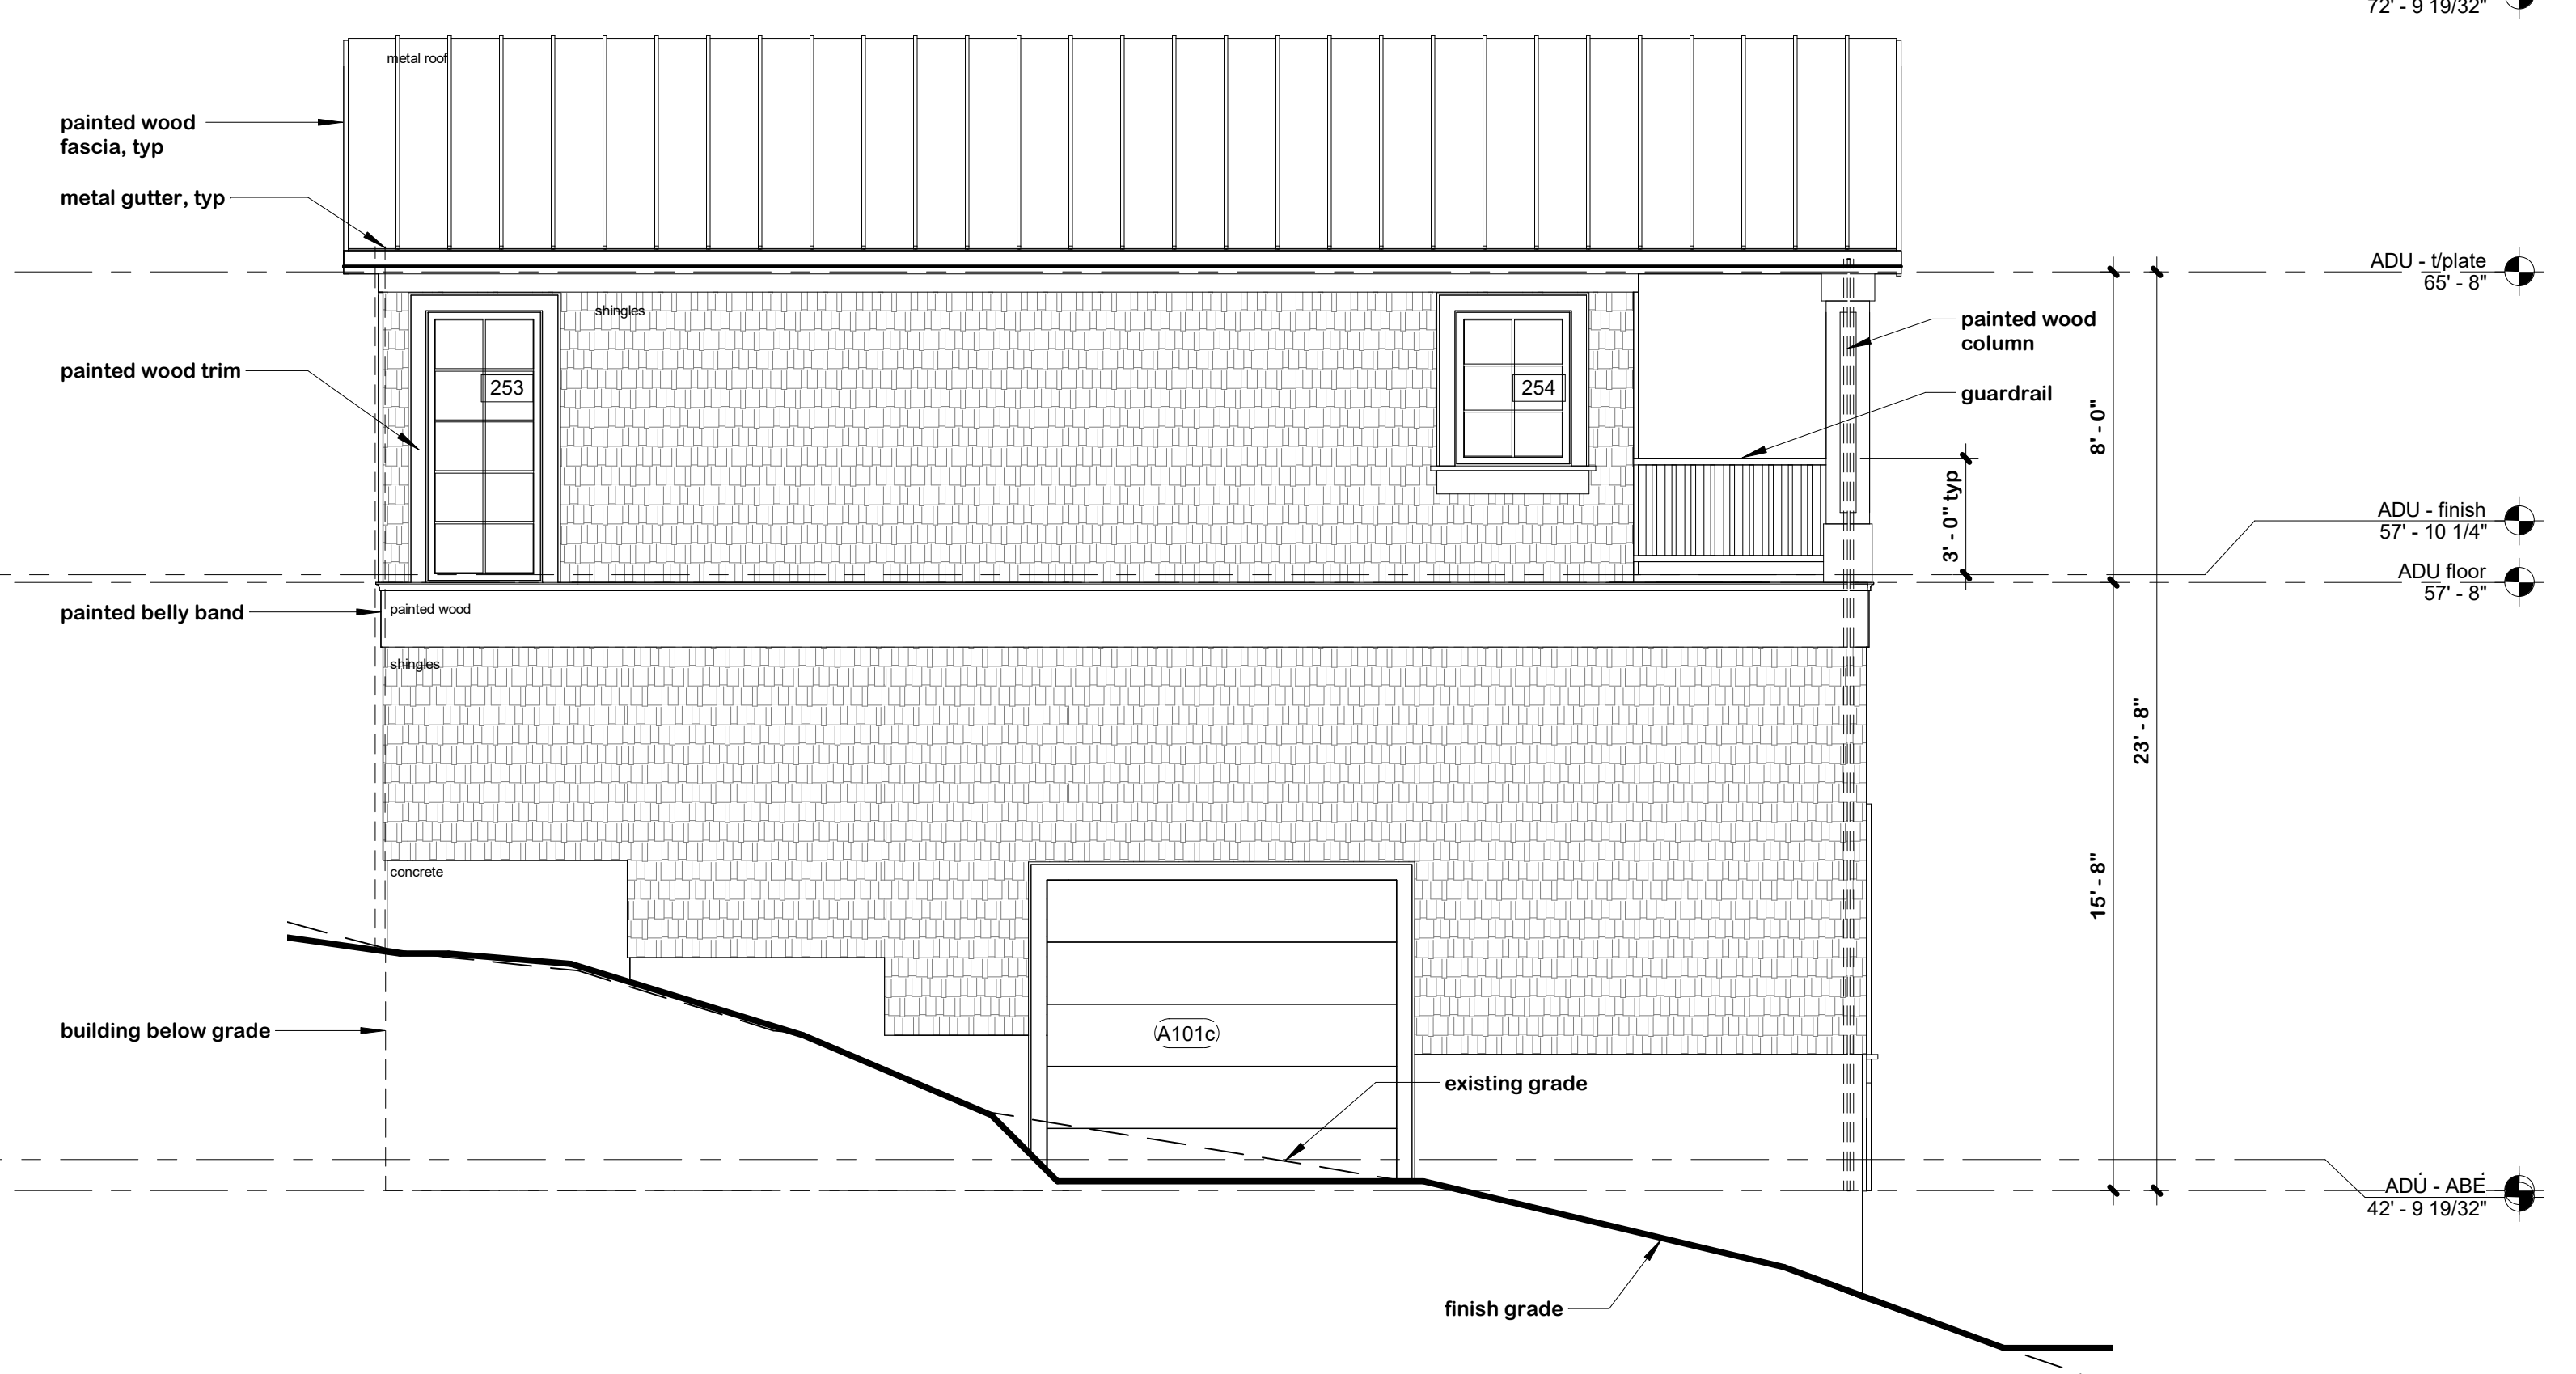 72' - 9 19/32"
metal roof
painted wood
fascia, typ
metal gutter, typ
ADU - t/plate
65' - 8"
shingles
painted wood
column
painted wood trim
253
254
guardrail
8' - 0"
3' - 0" typ
ADU - finish
57' - 10 1/4"
ADU floor
57' - 8"
painted belly band
painted wood
shingles
23' - 8"
15' - 8"
concrete
building below grade
A101c
existing grade
ADU - ABE
42' - 9 19/32"
finish grade